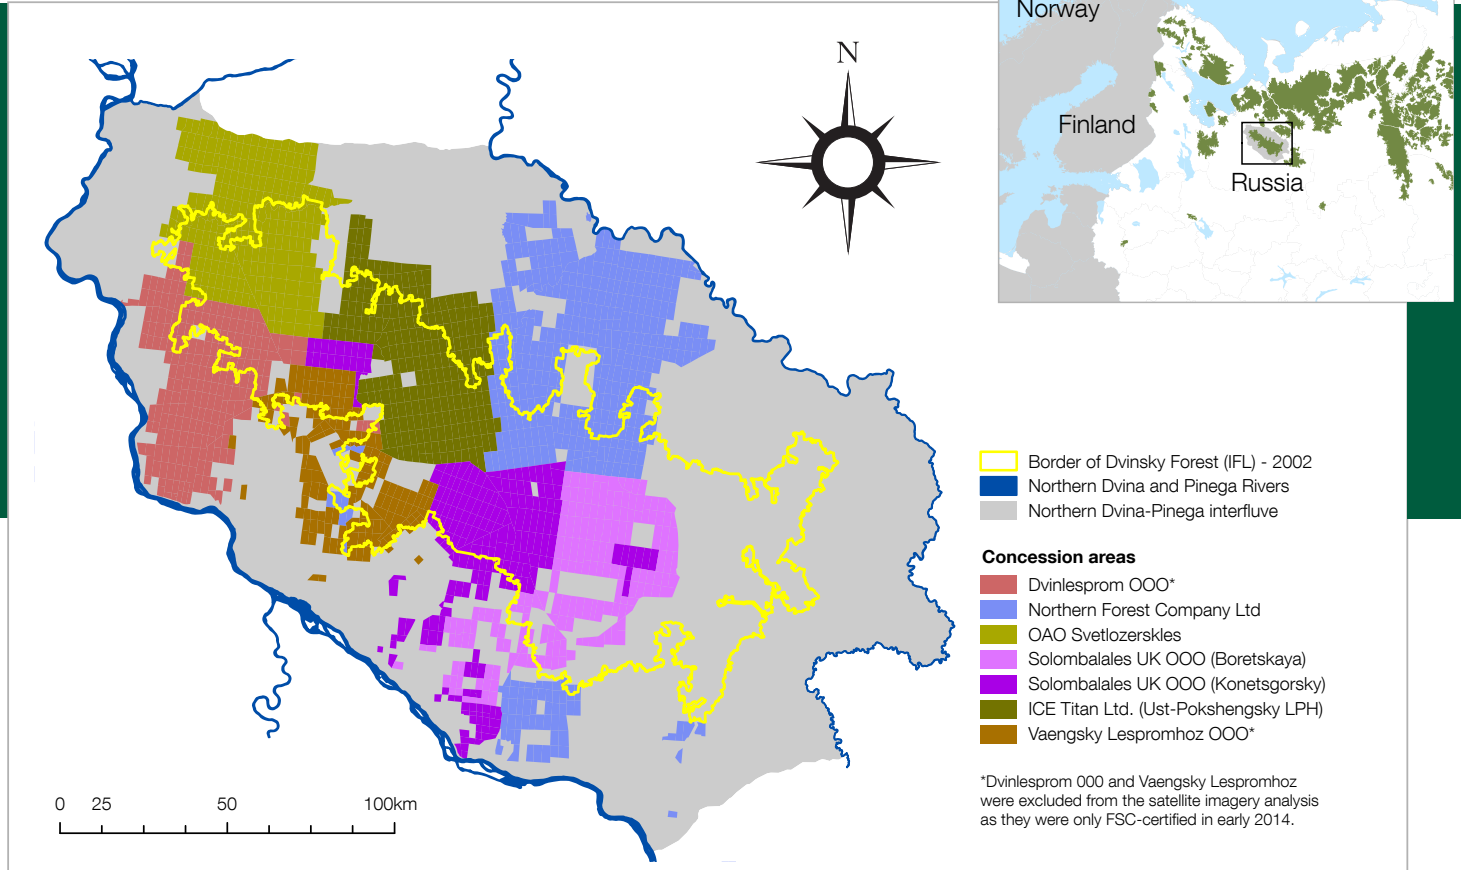 Norway
Finland
Russia
N
Border of Dvinsky Forest (IFL) - 2002
Northern Dvina and Pinega Rivers
Northern Dvina-Pinega interfluve
Concession areas
Dvinlesprom OOO*
Northern Forest Company Ltd
OAO Svetlozerskles
Solombalales UK OOO (Boretskaya)
Solombalales UK OOO (Konetsgorsky)
ICE Titan Ltd. (Ust-Pokshengsky LPH)
Vaengsky Lespromhoz OOO*
*Dvinlesprom 000 and Vaengsky Lespromhoz
were excluded from the satellite imagery analysis
as they were only FSC-certified in early 2014.
0 25 50 100km